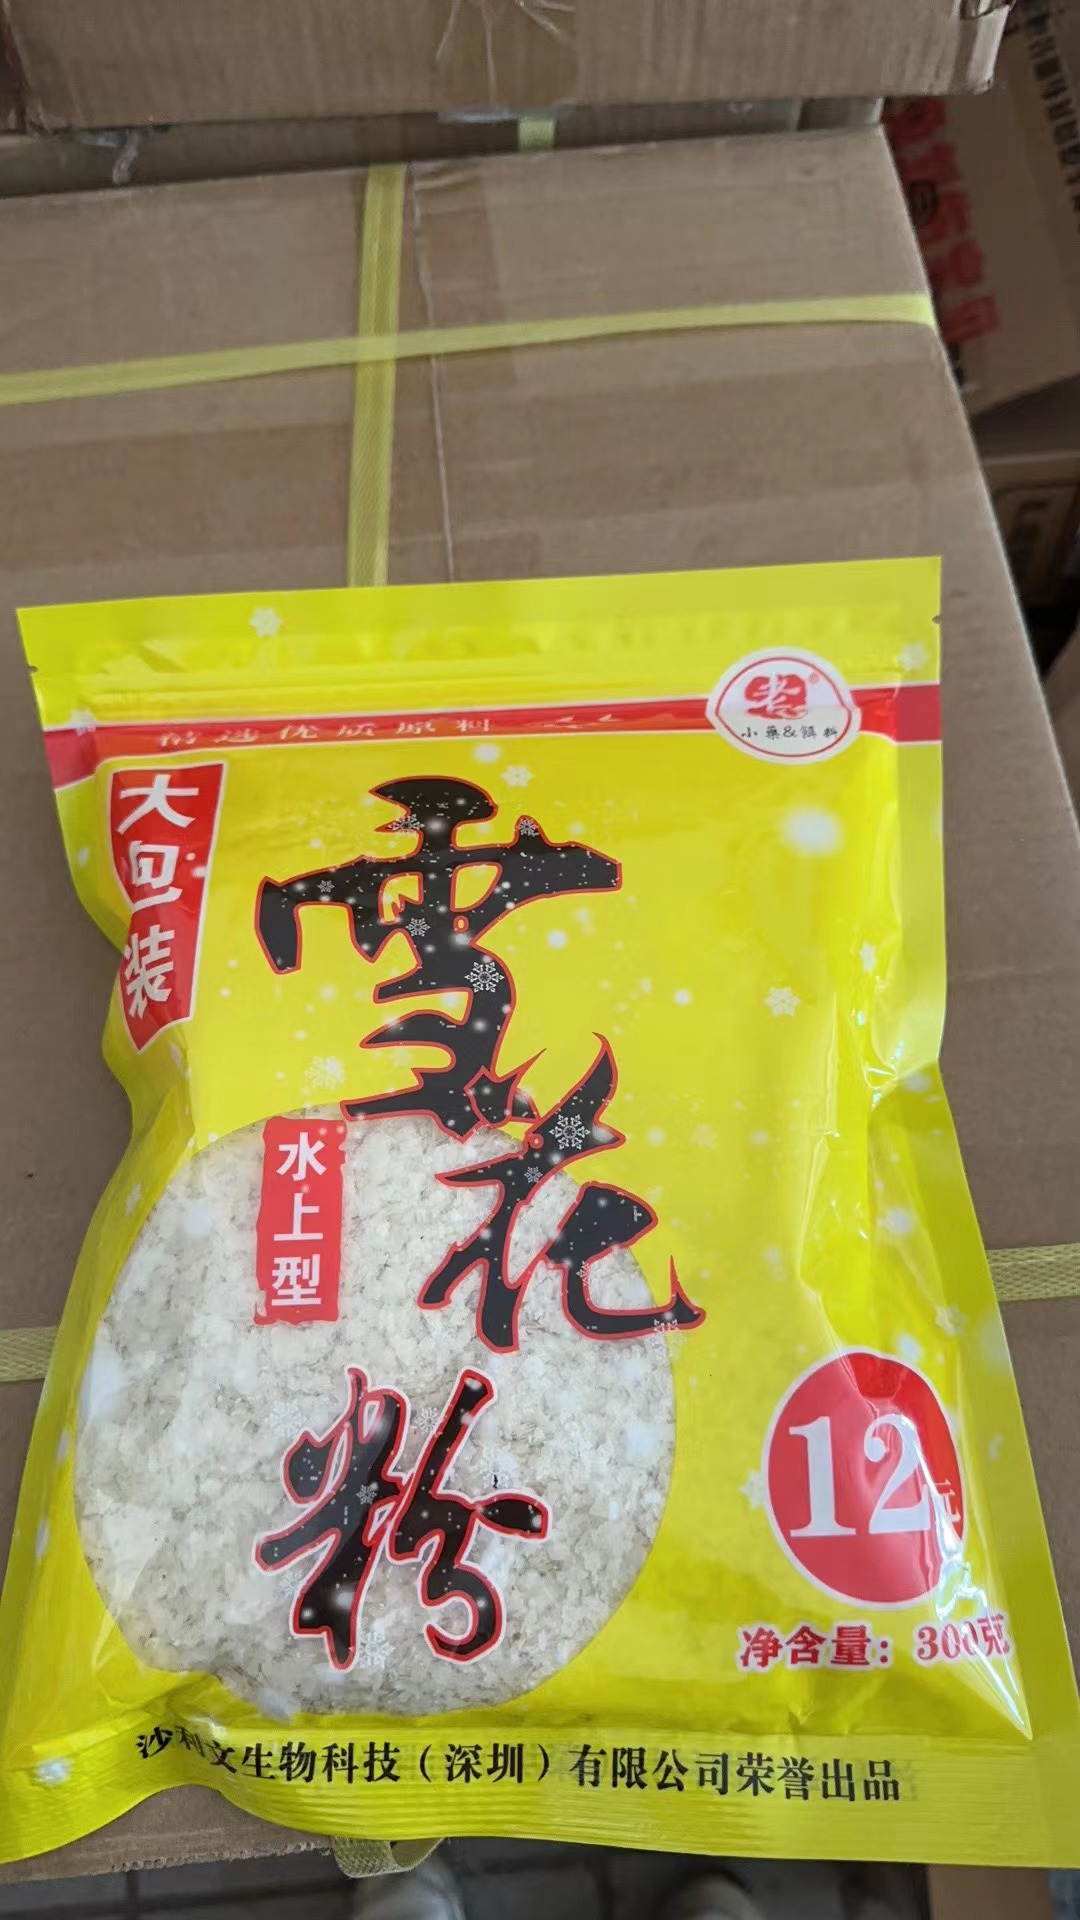 精选优质原料
老
®
小藥&餌料
大包装
雪花粉
水上型
12元
净含量：300克
沙利文生物科技（深圳）有限公司荣誉出品